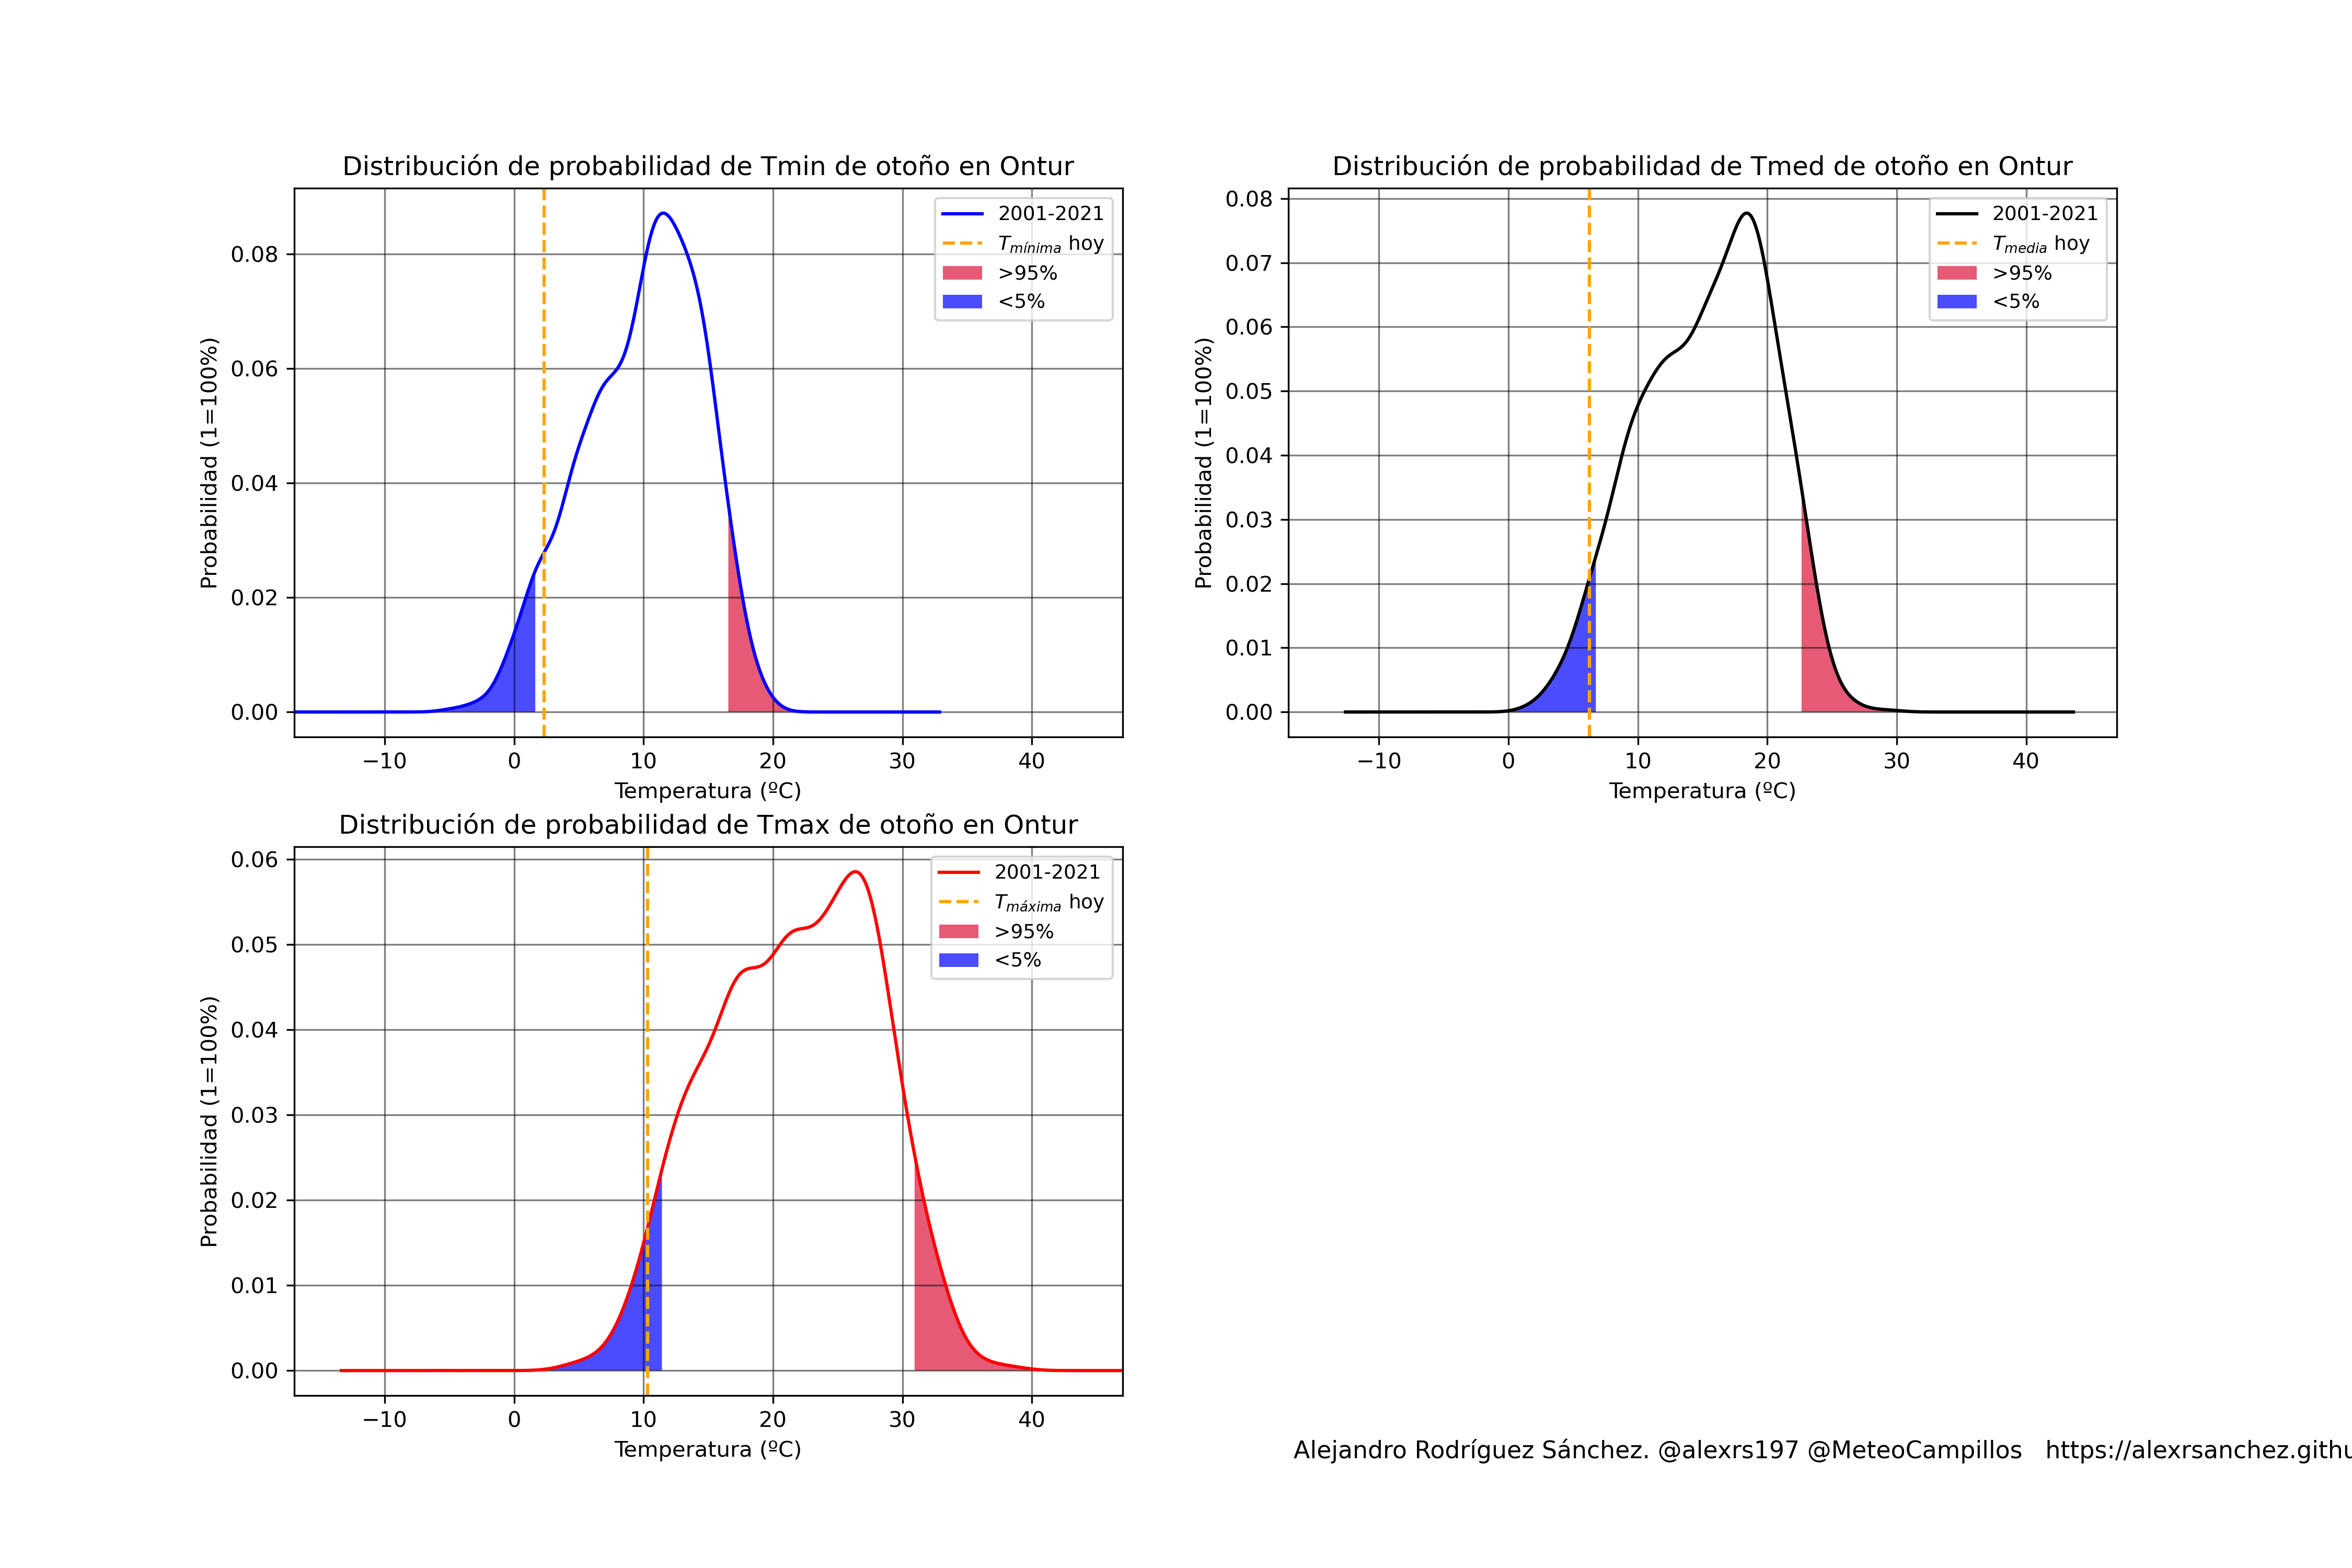 Distribución de probabilidad de Tmin de otoño en Ontur
Probabilidad (1=100%)
0.08
0.06
0.04
0.02
0.00
2001-2021
Tmínima hoy
>95%
<5%
−10 0 10 20 30 40
Temperatura (ºC)
Distribución de probabilidad de Tmed de otoño en Ontur
Probabilidad (1=100%)
0.08
0.07
0.06
0.05
0.04
0.03
0.02
0.01
0.00
2001-2021
Tmedia hoy
>95%
<5%
−10 0 10 20 30 40
Temperatura (ºC)
Distribución de probabilidad de Tmax de otoño en Ontur
Probabilidad (1=100%)
0.06
0.05
0.04
0.03
0.02
0.01
0.00
2001-2021
Tmáxima hoy
>95%
<5%
−10 0 10 20 30 40
Temperatura (ºC)
Alejandro Rodríguez Sánchez. @alexrs197 @MeteoCampillos https://alexrsanchez.githu